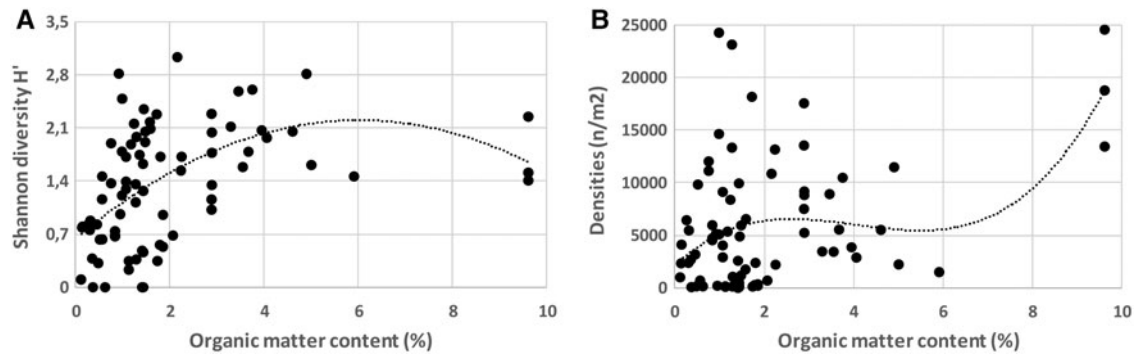 A
3,5
2,8
2,1
1,4
0,7
0
Shannon diversity H'
0 2 4 6 8 10
Organic matter content (%)
B
25000
20000
15000
10000
5000
0
Densities (n/m2)
0 2 4 6 8 10
Organic matter content (%)